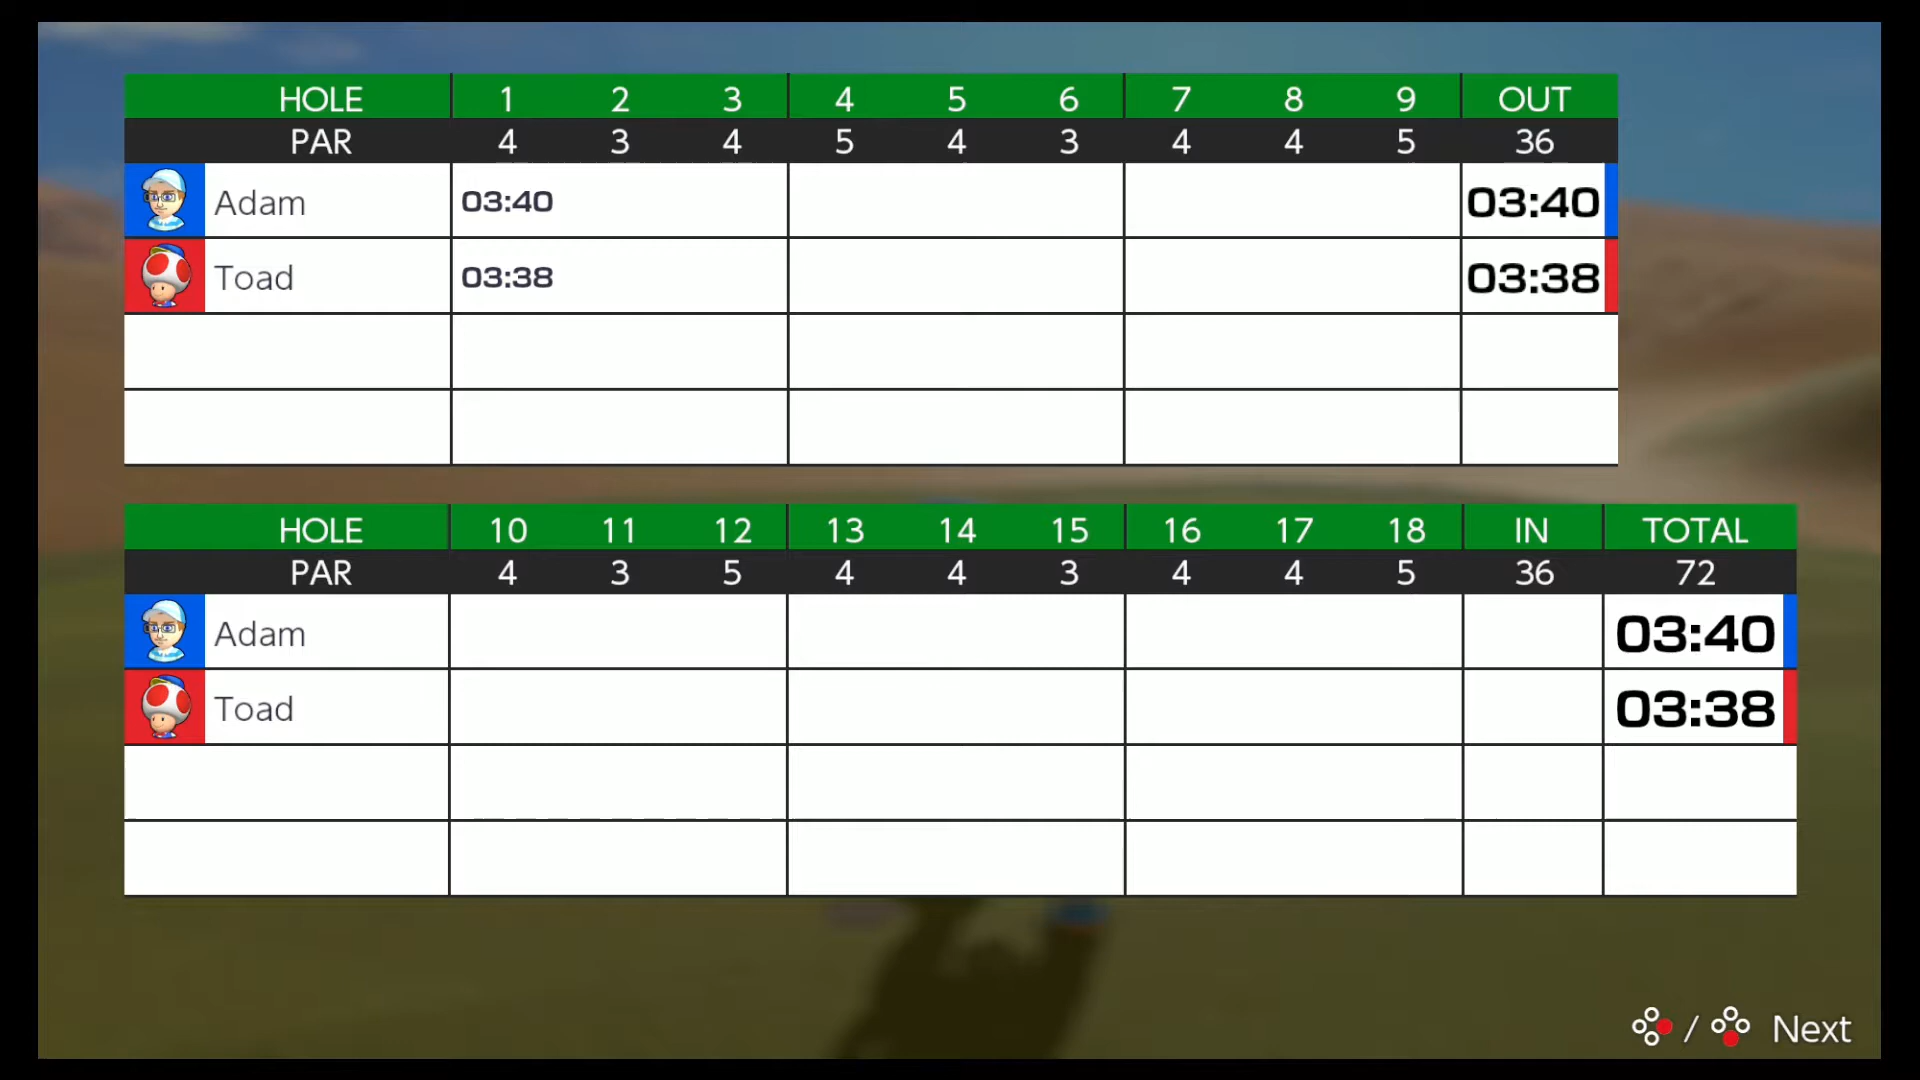 HOLE 1 2 3 4 5 6 7 8 9 OUT
PAR 4 3 4 5 4 3 4 4 5 36
Adam 03:40 03:40
Toad 03:38 03:38
HOLE 10 11 12 13 14 15 16 17 18 IN TOTAL
PAR 4 3 5 4 4 3 4 4 5 36 72
Adam 03:40
Toad 03:38
/ Next